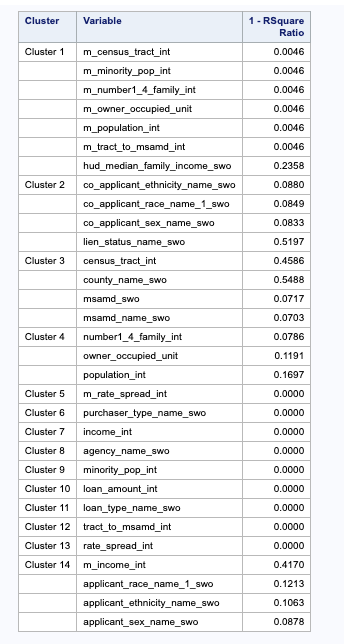 Cluster Variable 1 - RSquare
Ratio
Cluster 1 m_census_tract_int 0.0046
m_minority_pop_int 0.0046
m_number1_4_family_int 0.0046
m_owner_occupied_unit 0.0046
m_population_int 0.0046
m_tract_to_msamd_int 0.0046
hud_median_family_income_swo 0.2358
Cluster 2 co_applicant_ethnicity_name_swo 0.0880
co_applicant_race_name_1_swo 0.0849
co_applicant_sex_name_swo 0.0833
lien_status_name_swo 0.5197
Cluster 3 census_tract_int 0.4586
county_name_swo 0.5488
msamd_swo 0.0717
msamd_name_swo 0.0703
Cluster 4 number1_4_family_int 0.0786
owner_occupied_unit 0.1191
population_int 0.1697
Cluster 5 m_rate_spread_int 0.0000
Cluster 6 purchaser_type_name_swo 0.0000
Cluster 7 income_int 0.0000
Cluster 8 agency_name_swo 0.0000
Cluster 9 minority_pop_int 0.0000
Cluster 10 loan_amount_int 0.0000
Cluster 11 loan_type_name_swo 0.0000
Cluster 12 tract_to_msamd_int 0.0000
Cluster 13 rate_spread_int 0.0000
Cluster 14 m_income_int 0.4170
applicant_race_name_1_swo 0.1213
applicant_ethnicity_name_swo 0.1063
applicant_sex_name_swo 0.0878